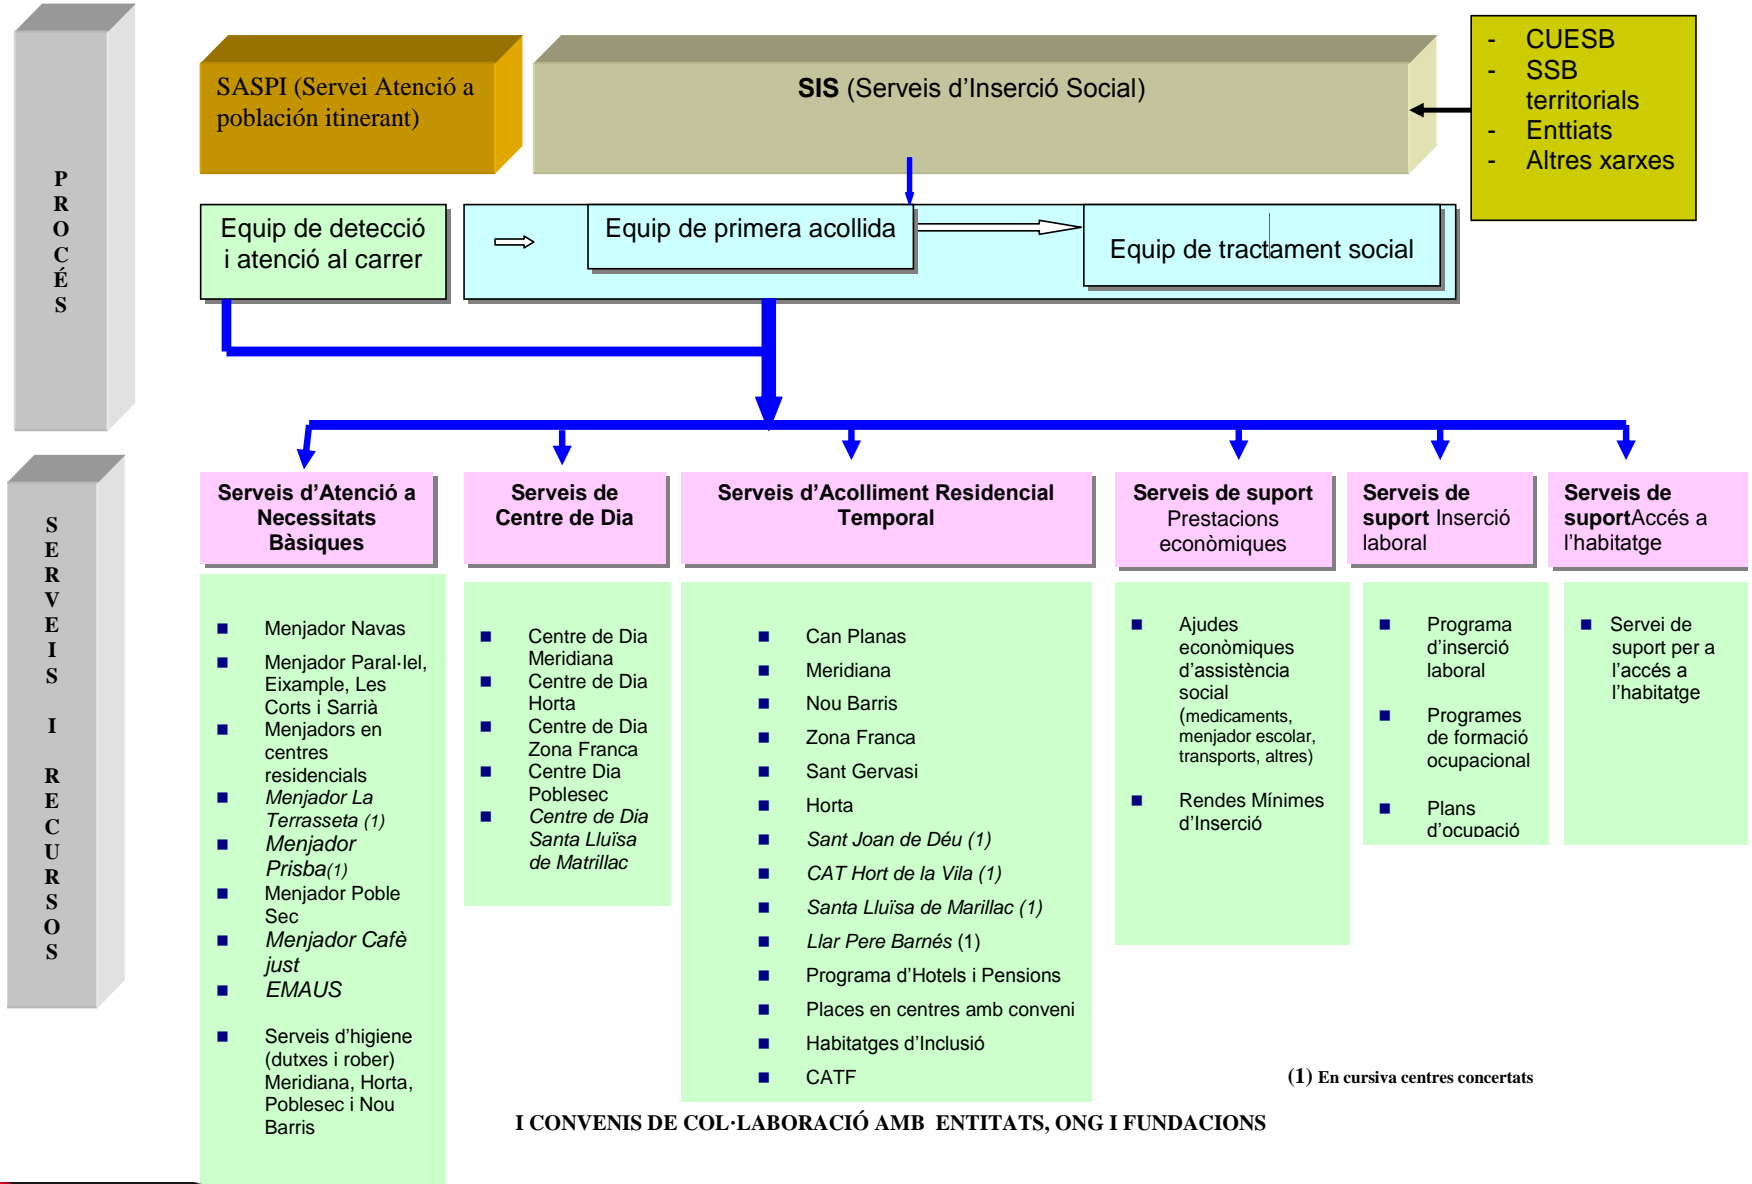 PROCÉS
SASPI (Servei Atenció a
població́n itinerant)
SIS (Serveis d’Inserció Social)
- CUESB
- SSB
territorials
- Enttiats
- Altres xarxes
Equip de detecció
i atenció al carrer
Equip de primera acollida
Equip de tractament social
SERVEIS I RECURSOS
Serveis d’Atenció a
Necessitats
Bàsiques
Serveis de
Centre de Dia
Serveis d’Acolliment Residencial
Temporal
Serveis de suport
Prestacions
econòmiques
Serveis de
suport Inserció
laboral
Serveis de
suportAccés a
l’habitatge
Menjador Navas
Menjador Paral·lel,
Eixample, Les
Corts i Sarrià
Menjadors en
centres
residencials
Menjador La
Terrasseta (1)
Menjador
Prisba(1)
Menjador Poble
Sec
Menjador Cafè
just
EMAUS
Serveis d’higiene
(dutxes i rober)
Meridiana, Horta,
Poblesec i Nou
Barris
Centre de Dia
Meridiana
Centre de Dia
Horta
Centre de Dia
Zona Franca
Centre Dia
Poblesec
Centre de Dia
Santa Lluïsa
de Matrillac
Can Planas
Meridiana
Nou Barris
Zona Franca
Sant Gervasi
Horta
Sant Joan de Déu (1)
CAT Hort de la Vila (1)
Santa Lluïsa de Marillac (1)
Llar Pere Barnés (1)
Programa d’Hotels i Pensions
Places en centres amb conveni
Habitatges d’Inclusió
CATF
Ajudes
econòmiques
d’assistència
social
(medicaments,
menjador escolar,
transports, altres)
Rendes Mínimes
d’Inserció
Programa
d’inserció
laboral
Programes
de formació
ocupacional
Plans
d’ocupació
Servei de
suport per a
l’accés a
l’habitatge
(1) En cursiva centres concertats
I CONVENIS DE COL·LABORACIÓ AMB ENTITATS, ONG I FUNDACIONS